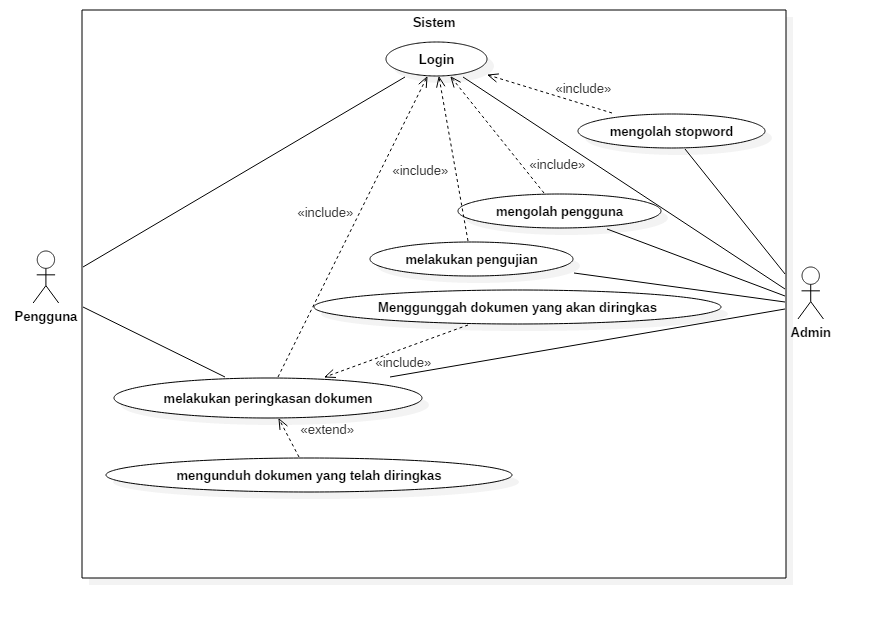 Sistem
Login
«include»
mengolah stopword
«include»
«include»
«include»
mengolah pengguna
melakukan pengujian
Menggunggah dokumen yang akan diringkas
Pengguna
Admin
«include»
melakukan peringkasan dokumen
«extend»
mengunduh dokumen yang telah diringkas